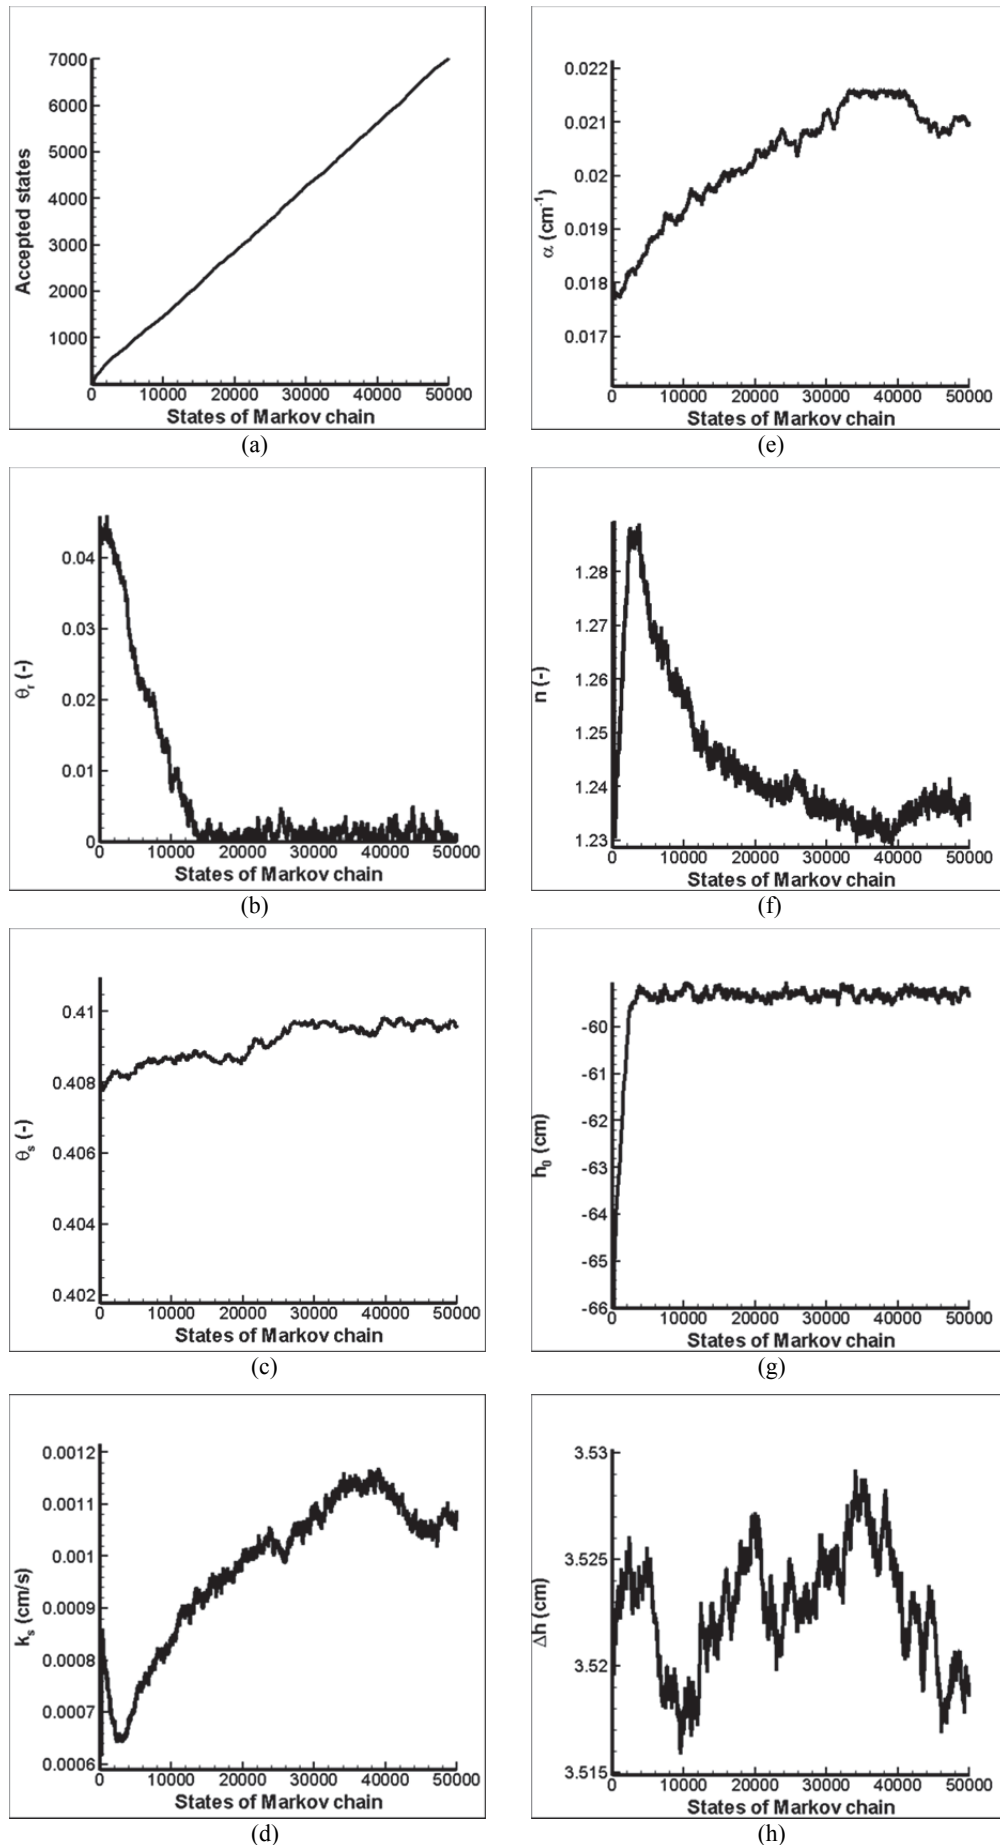 7000
6000
5000
4000
3000
2000
1000
Accepted states
0 10000 20000 30000 40000 50000
States of Markov chain
(a)
0.022
0.021
0.02
0.019
0.018
0.017
α (cm⁻¹)
0 10000 20000 30000 40000 50000
States of Markov chain
(e)
0.04
0.03
0.02
0.01
0
θr (-)
0 10000 20000 30000 40000 50000
States of Markov chain
(b)
1.28
1.27
1.26
1.25
1.24
1.23
n (-)
0 10000 20000 30000 40000 50000
States of Markov chain
(f)
0.41
0.408
0.406
0.404
0.402
θs (-)
0 10000 20000 30000 40000 50000
States of Markov chain
(c)
-60
-61
-62
-63
-64
-65
-66
h0 (cm)
0 10000 20000 30000 40000 50000
States of Markov chain
(g)
0.0012
0.0011
0.001
0.0009
0.0008
0.0007
0.0006
ks (cm/s)
0 10000 20000 30000 40000 50000
States of Markov chain
(d)
3.53
3.525
3.52
3.515
Δh (cm)
0 10000 20000 30000 40000 50000
States of Markov chain
(h)